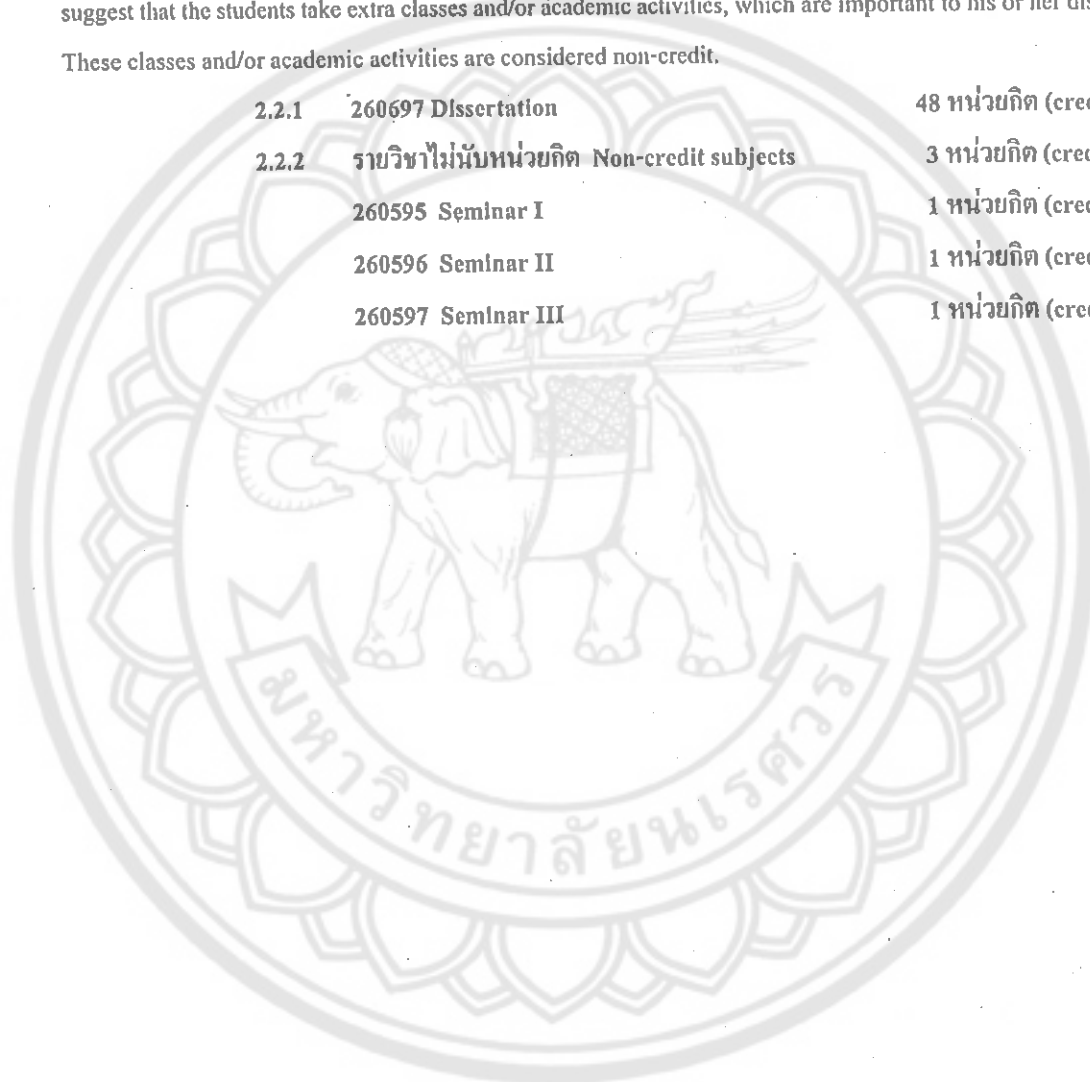 suggest that the students take extra classes and/or academic activities, which are important to his or her
These classes and/or academic activities are considered non-credit.
2.2.1 260697 Dissertation 48 หน่วยกิต
2.2.2 รายวิชาไม่นับหน่วยกิต Non-credit subjects 3 หน่วยกิต
260595 Seminar I 1 หน่วยกิต
260596 Seminar II 1 หน่วยกิต
260597 Seminar III 1 หน่วยกิต
มหาวิทยาลัยนเรศวร